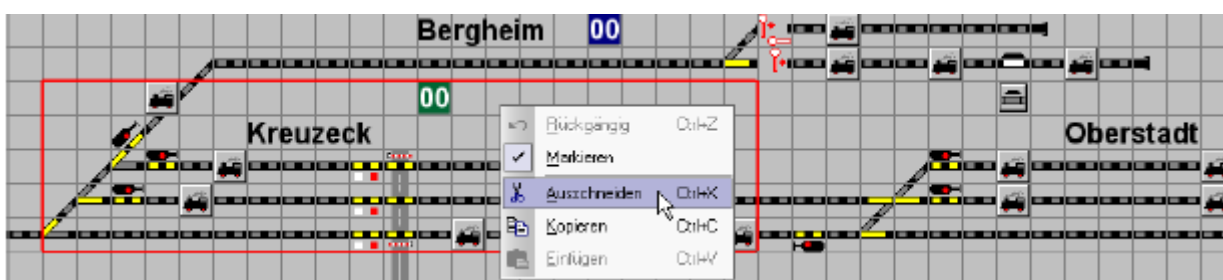 Bergheim 00
00
Kreuzeck
Oberstadt
Rückgängig Ctrl+Z
Markieren
Ausschneiden Ctrl+X
Kopieren Ctrl+C
Einfügen Ctrl+V